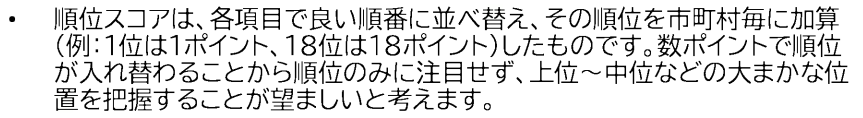 • 順位スコアは、各項目で良い順番に並べ替え、その順位を市町村毎に加算
（例：1位は1ポイント、18位は18ポイント）したものです。数ポイントで順位
が入れ替わることから順位のみに注目せず、上位～中位などの大まかな位
置を把握することが望ましいと考えます。